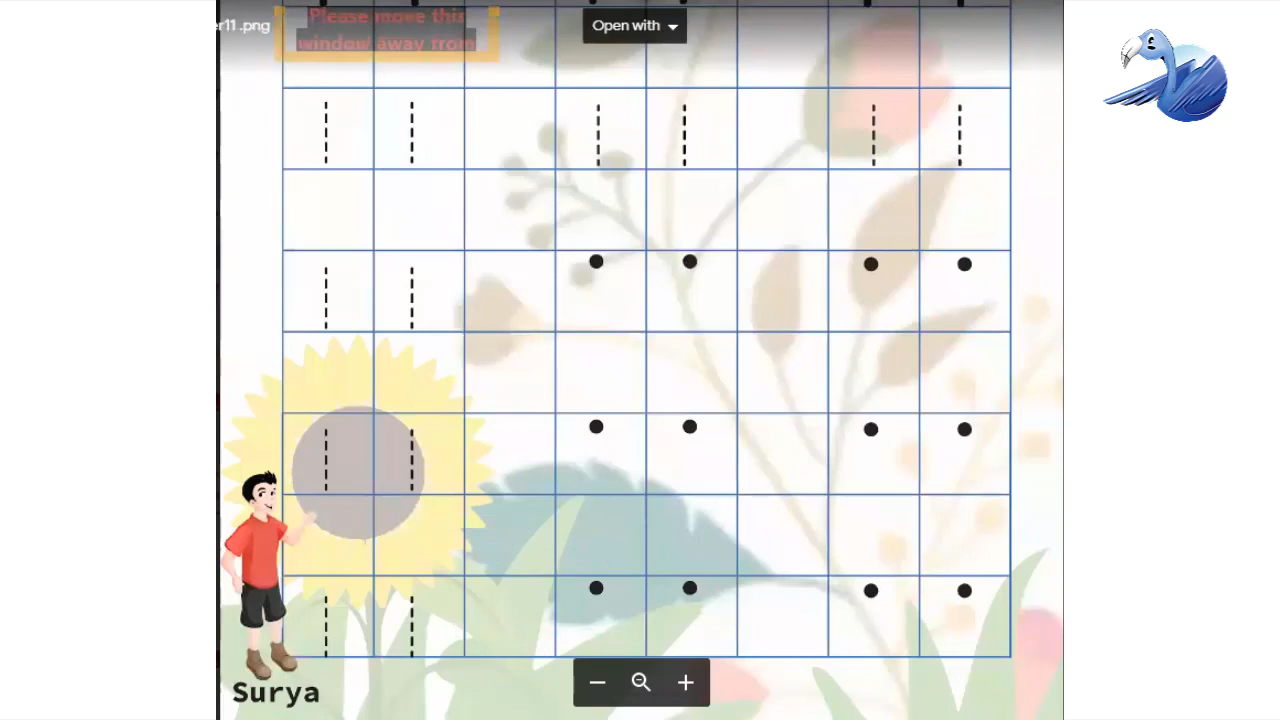 Please move this
r11.png
Open with
window away from
Surya